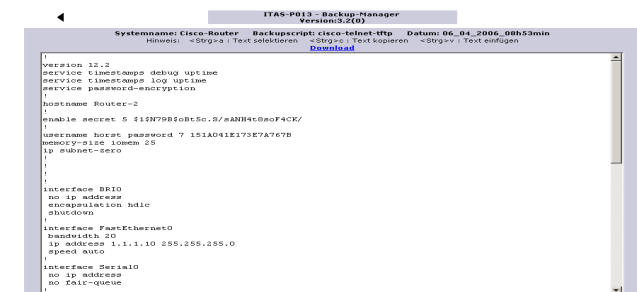 ITAS-P013 - Backup-Manager
Version:3.2(0)
Systemname: Cisco-Router Backupscript: cisco-telnet-tftp Datum: 06_04_2006_08h53min
Hinweis: <Strg>a : Text selektieren <Strg>c : Text kopieren <Strg>v : Text einfügen
Download
!
version 12.2
service timestamps debug uptime
service timestamps log uptime
service password-encryption
!
hostname Router-2
!
enable secret 5 $1$N79B$oBt5c.S/sANH4t8soF4CK/
!
username horst password 7 151A041E173E7A767B
memory-size iomem 25
ip subnet-zero
!
!
!
!
interface BRI0
no ip address
encapsulation hdlc
shutdown
!
interface FastEthernet0
bandwidth 20
ip address 1.1.1.10 255.255.255.0
speed auto
!
interface Serial0
no ip address
no fair-queue
!